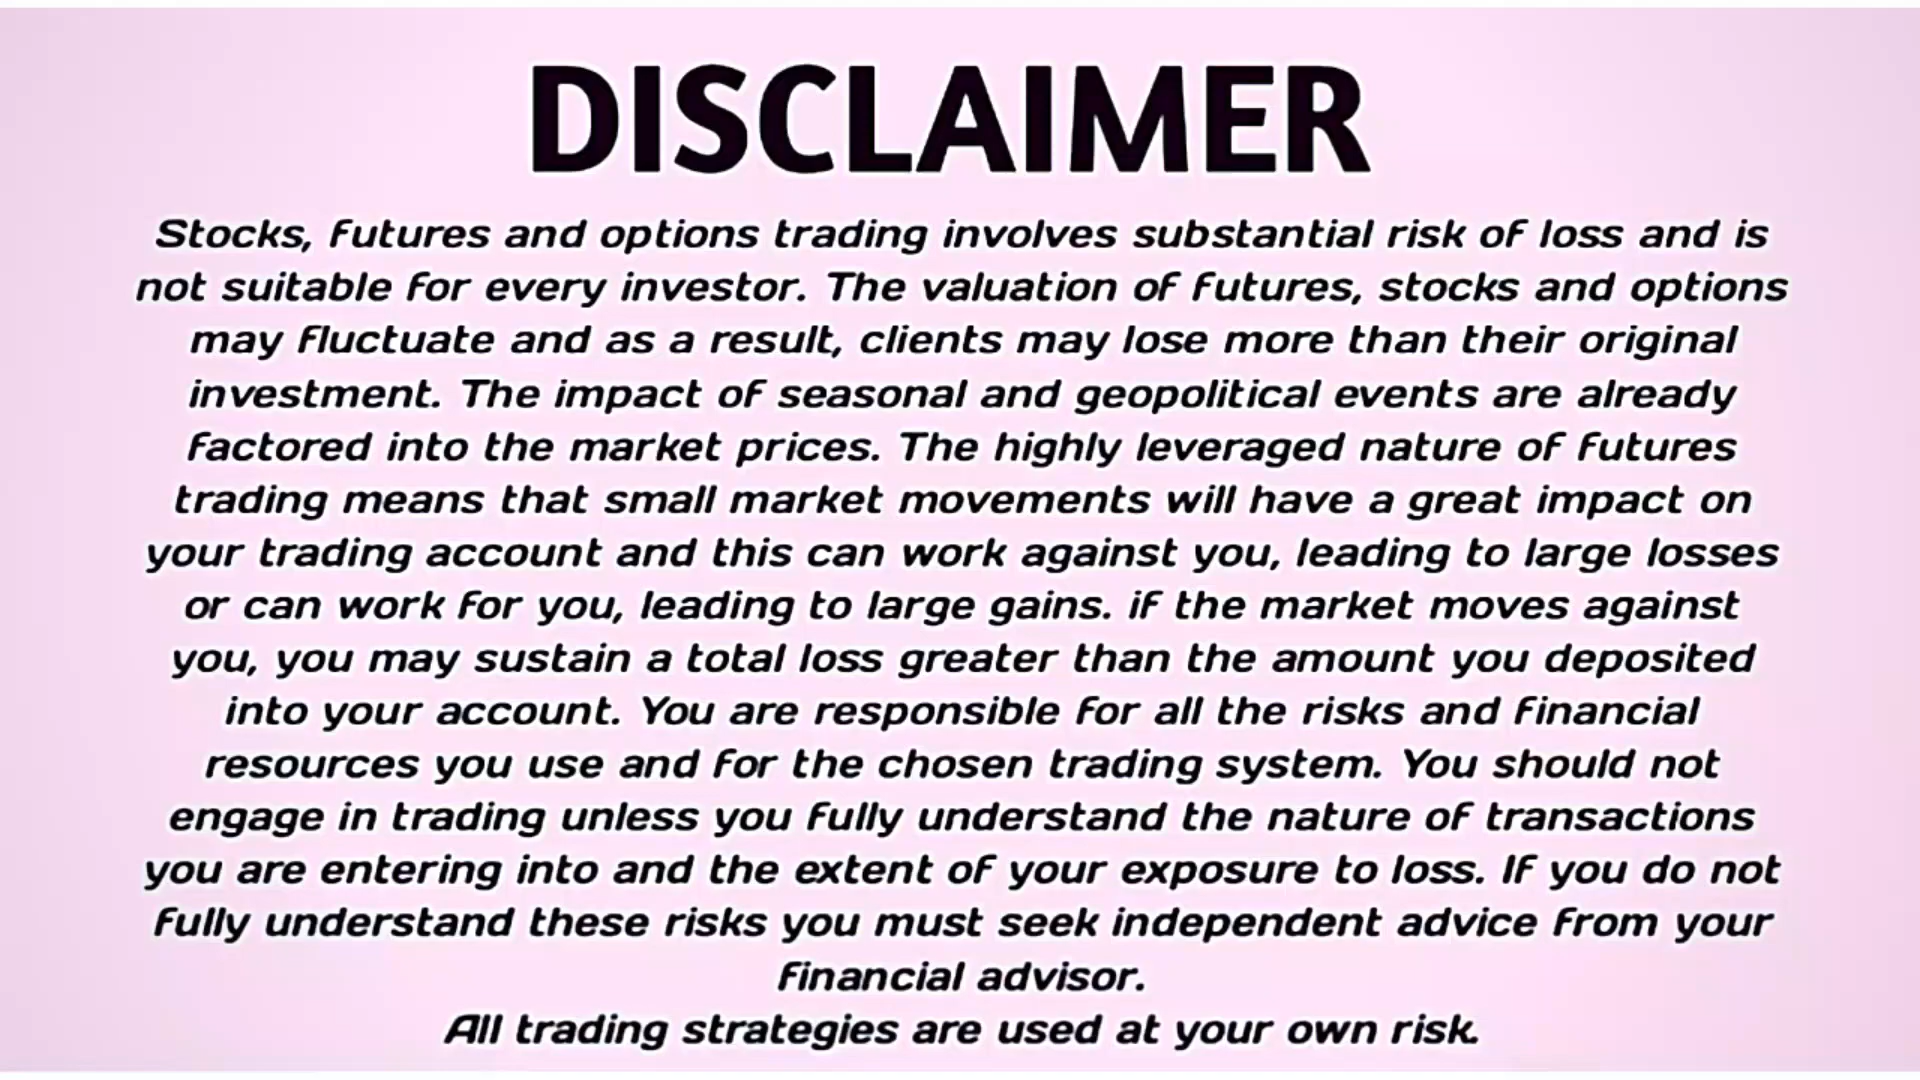 DISCLAIMER
Stocks, futures and options trading involves substantial risk of loss and is
not suitable for every investor. The valuation of futures, stocks and options
may fluctuate and as a result, clients may lose more than their original
investment. The impact of seasonal and geopolitical events are already
factored into the market prices. The highly leveraged nature of futures
trading means that small market movements will have a great impact on
your trading account and this can work against you, leading to large losses
or can work for you, leading to large gains. if the market moves against
you, you may sustain a total loss greater than the amount you deposited
into your account. You are responsible for all the risks and financial
resources you use and for the chosen trading system. You should not
engage in trading unless you fully understand the nature of transactions
you are entering into and the extent of your exposure to loss. If you do not
fully understand these risks you must seek independent advice from your
financial advisor.
All trading strategies are used at your own risk.